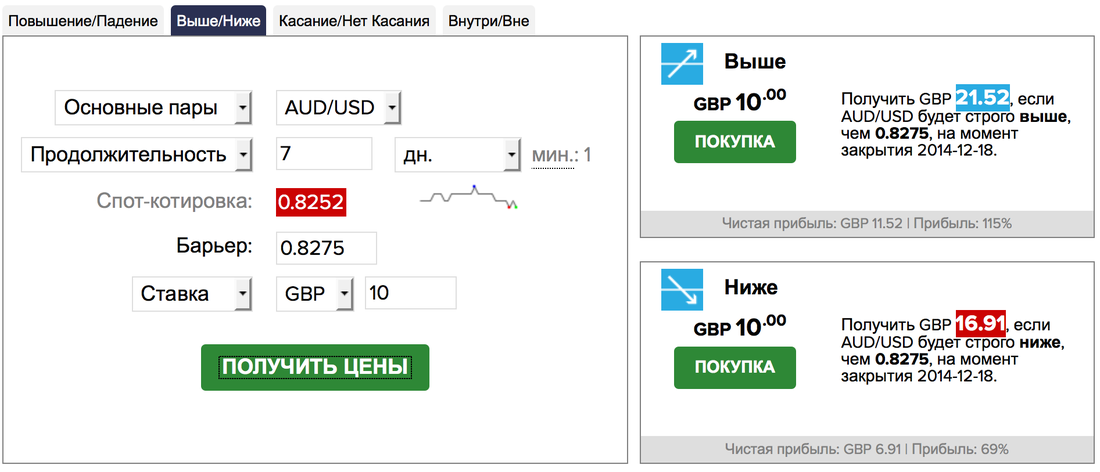 Повышение/Падение Выше/Ниже Касание/Нет Касания Внутри/Вне
Основные пары AUD/USD
Продолжительность 7 дн. мин.: 1
Спот-котировка: 0.8252
Барьер: 0.8275
Ставка GBP 10
ПОЛУЧИТЬ ЦЕНЫ
Выше
GBP 10.00
ПОКУПКА
Получить GBP 21.52, если
AUD/USD будет строго выше,
чем 0.8275, на момент
закрытия 2014-12-18.
Чистая прибыль: GBP 11.52 | Прибыль: 115%
Ниже
GBP 10.00
ПОКУПКА
Получить GBP 16.91, если
AUD/USD будет строго ниже,
чем 0.8275, на момент
закрытия 2014-12-18.
Чистая прибыль: GBP 6.91 | Прибыль: 69%